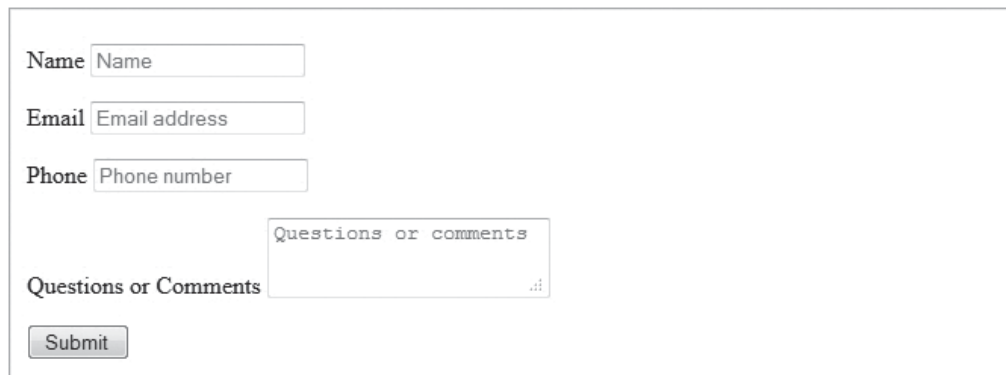 Name Name
Email Email address
Phone Phone number
Questions or comments
Questions or Comments
Submit